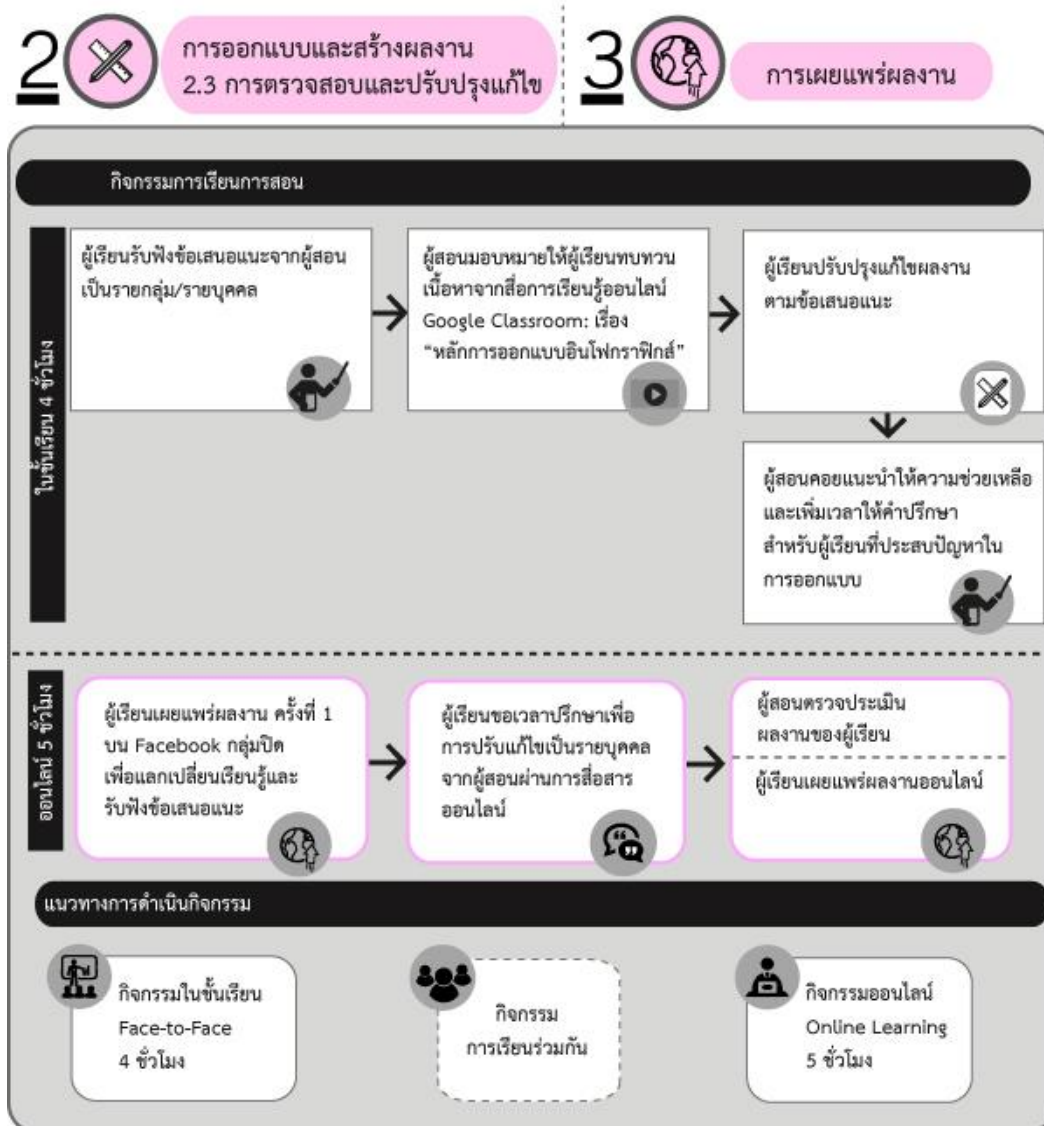 2
การออกแบบและสร้างผลงาน
2.3 การตรวจสอบและปรับปรุงแก้ไข
3
การเผยแพร่ผลงาน
กิจกรรมการเรียนการสอน
ในชั้นเรียน 4 ชั่วโมง
ผู้เรียนรับฟังข้อเสนอแนะจากผู้สอน
เป็นรายกลุ่ม/รายบุคคล
ผู้สอนมอบหมายให้ผู้เรียนทบทวน
เนื้อหาจากสื่อการเรียนรู้ออนไลน์
Google Classroom: เรื่อง
“หลักการออกแบบอินโฟกราฟิกส์”
ผู้เรียนปรับปรุงแก้ไขผลงาน
ตามข้อเสนอแนะ
ผู้สอนคอยแนะนำให้ความช่วยเหลือ
และเพิ่มเวลาให้คำปรึกษา
สำหรับผู้เรียนที่ประสบปัญหาใน
การออกแบบ
ออนไลน์ 5 ชั่วโมง
ผู้เรียนเผยแพร่ผลงาน ครั้งที่ 1
บน Facebook กลุ่มปิด
เพื่อแลกเปลี่ยนเรียนรู้และ
รับฟังข้อเสนอแนะ
ผู้เรียนขอเวลาปรึกษาเพื่อ
การปรับแก้ไขเป็นรายบุคคล
จากผู้สอนผ่านการสื่อสาร
ออนไลน์
ผู้สอนตรวจประเมิน
ผลงานของผู้เรียน
ผู้เรียนเผยแพร่ผลงานออนไลน์
แนวทางการดำเนินกิจกรรม
กิจกรรมในชั้นเรียน
Face-to-Face
4 ชั่วโมง
กิจกรรม
การเรียนร่วมกัน
กิจกรรมออนไลน์
Online Learning
5 ชั่วโมง